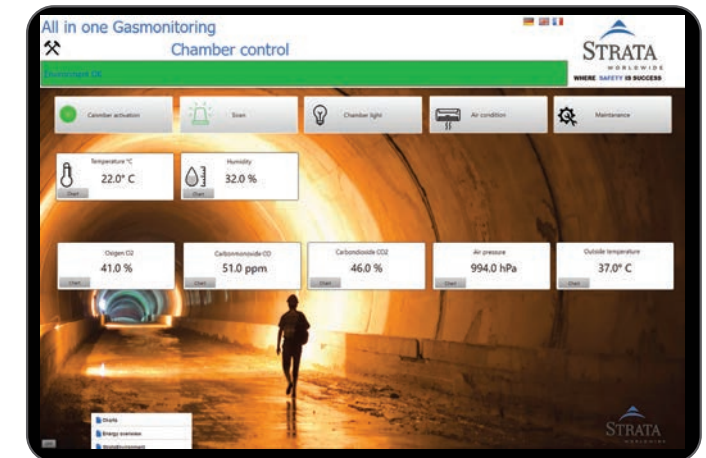 All in one Gasmonitoring
Chamber control
STRATA
WORLDWIDE
WHERE SAFETY IS SUCCESS
Environment OK
Camnber activation
Siren
Chamber light
Air condition
Maintenance
Temperature °C
22.0° C
Chart
Humidity
32.0 %
Chart
Oxigen O2
41.0 %
Chart
Carbonmonoxide CO
51.0 ppm
Chart
Carbondioxide CO2
46.0 %
Chart
Air pressure
994.0 hPa
Chart
Outside temperature
37.0° C
Chart
Charts
Energy overview
STRATA
WORLDWIDE